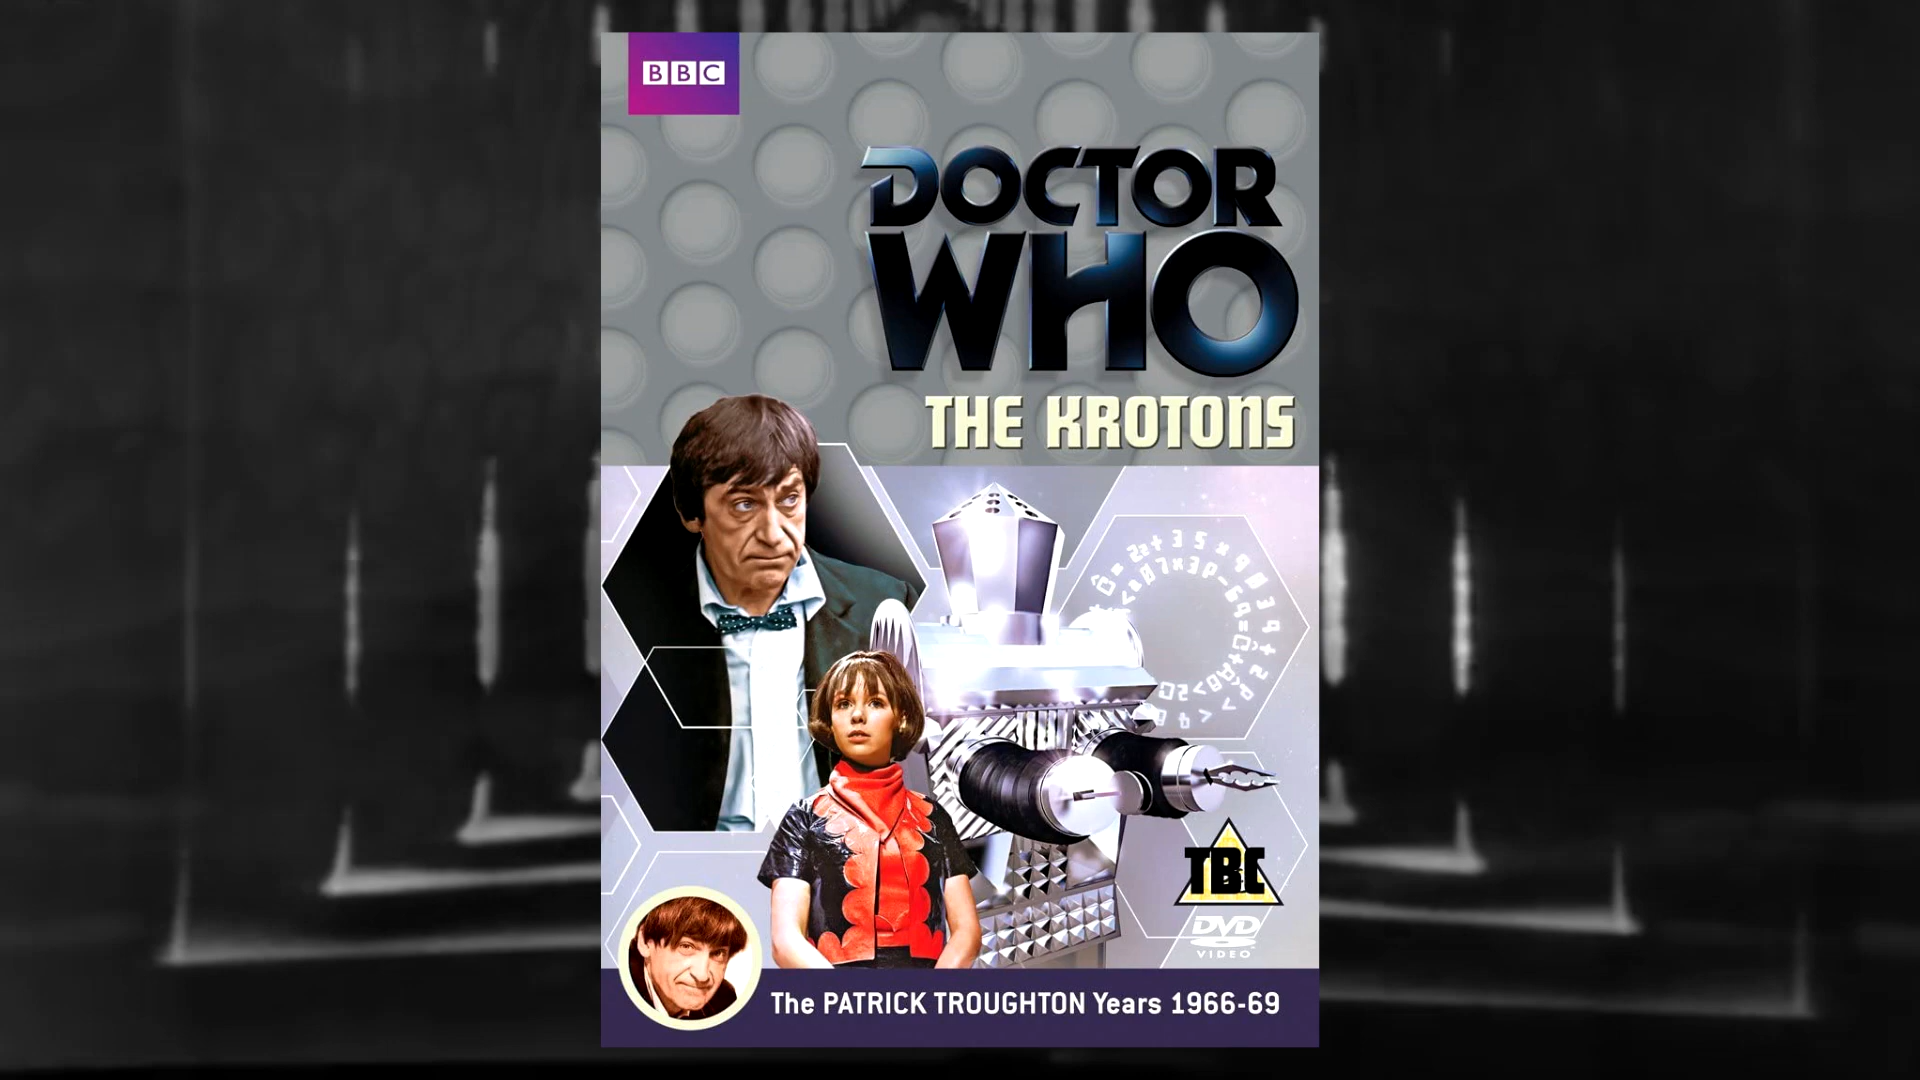 BBC
DOCTOR
WHO
THE KROTONS
TBC
DVD
VIDEO
The PATRICK TROUGHTON Years 1966-69